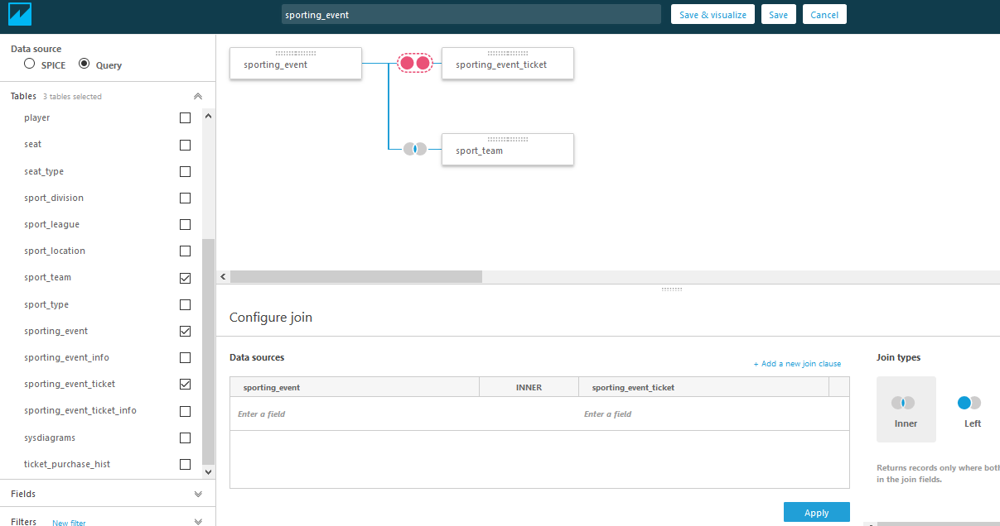 sporting_event
Save & visualize
Save
Cancel
Data source
SPICE
Query
Tables 3 tables selected
player
seat
seat_type
sport_division
sport_league
sport_location
sport_team
sport_type
sporting_event
sporting_event_info
sporting_event_ticket
sporting_event_ticket_info
sysdiagrams
ticket_purchase_hist
Fields
Filters New filter
sporting_event
sporting_event_ticket
sport_team
Configure join
Data sources
+ Add a new join clause
sporting_event INNER sporting_event_ticket
Enter a field Enter a field
Apply
Join types
Inner
Left
Returns records only where both
in the join fields.